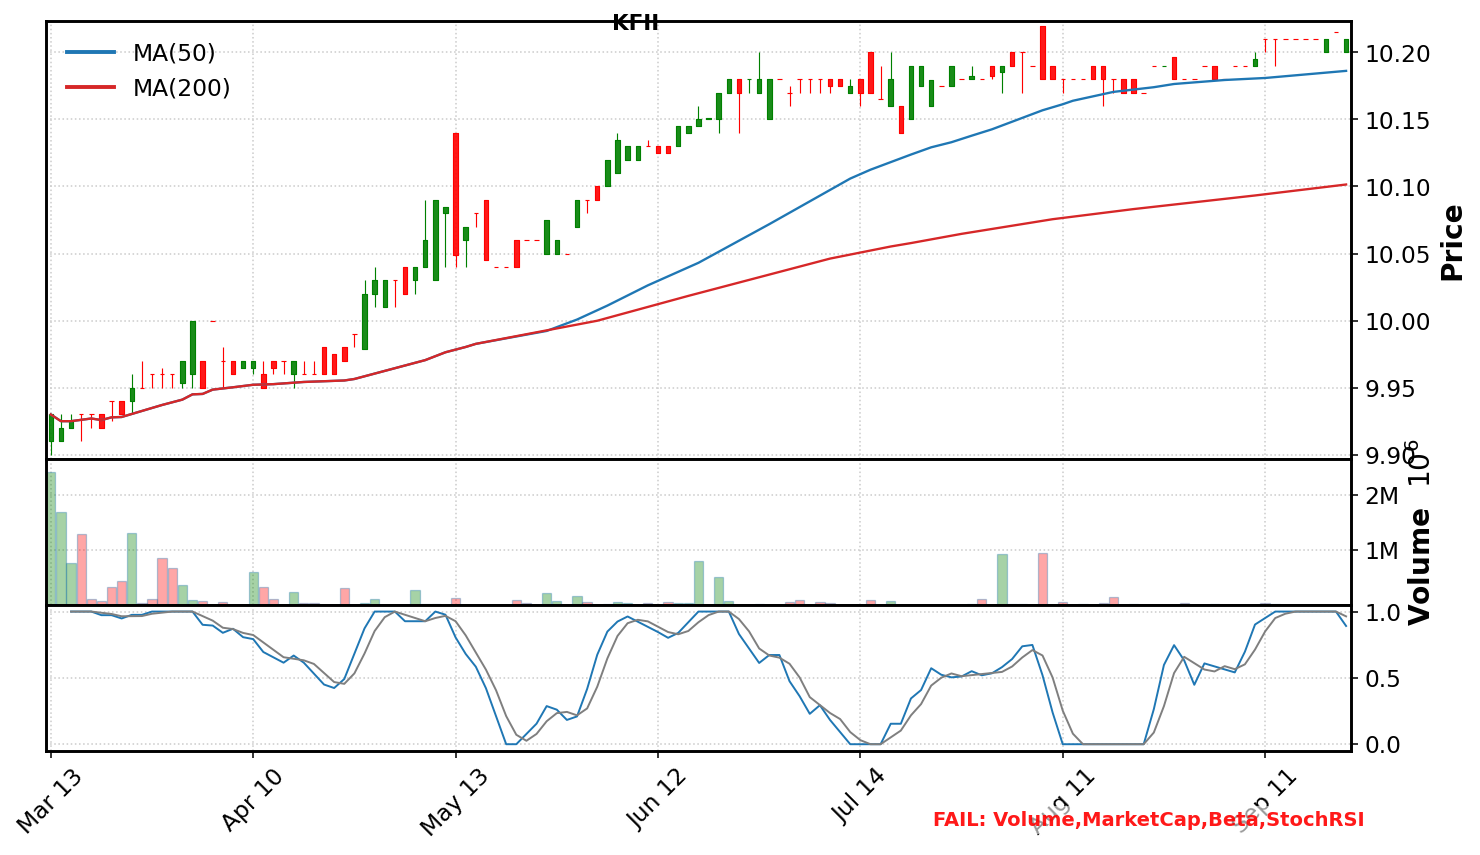 KFII
MA(50)
MA(200)
10.20
10.15
10.10
10.05
10.00
9.95
9.90
Price
10⁶
2M
1M
Volume
1.0
0.5
0.0
Mar 13
Apr 10
May 13
Jun 12
Jul 14
Aug 11
Sep 11
FAIL: Volume,MarketCap,Beta,StochRSI